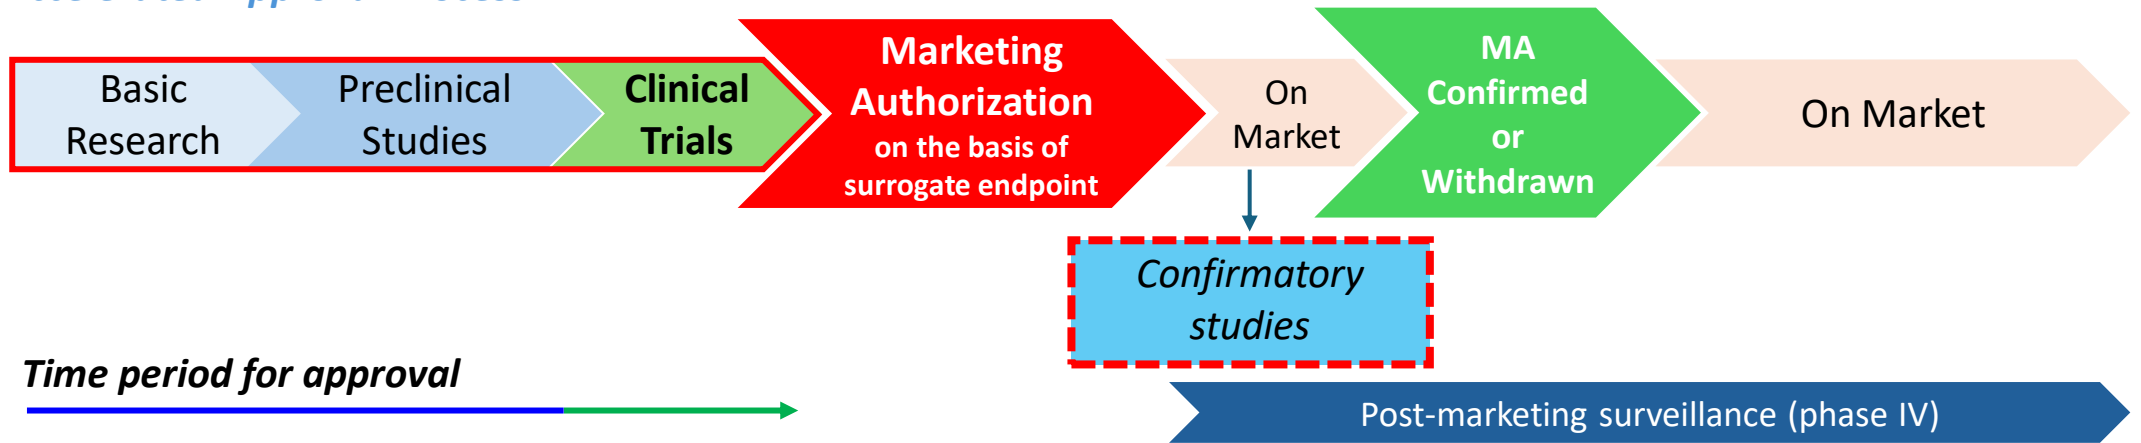 Basic
Research
Preclinical
Studies
Clinical
Trials
Marketing
Authorization
on the basis of
surrogate endpoint
On
Market
MA
Confirmed
or
Withdrawn
On Market
Confirmatory
studies
Time period for approval
Post-marketing surveillance (phase IV)